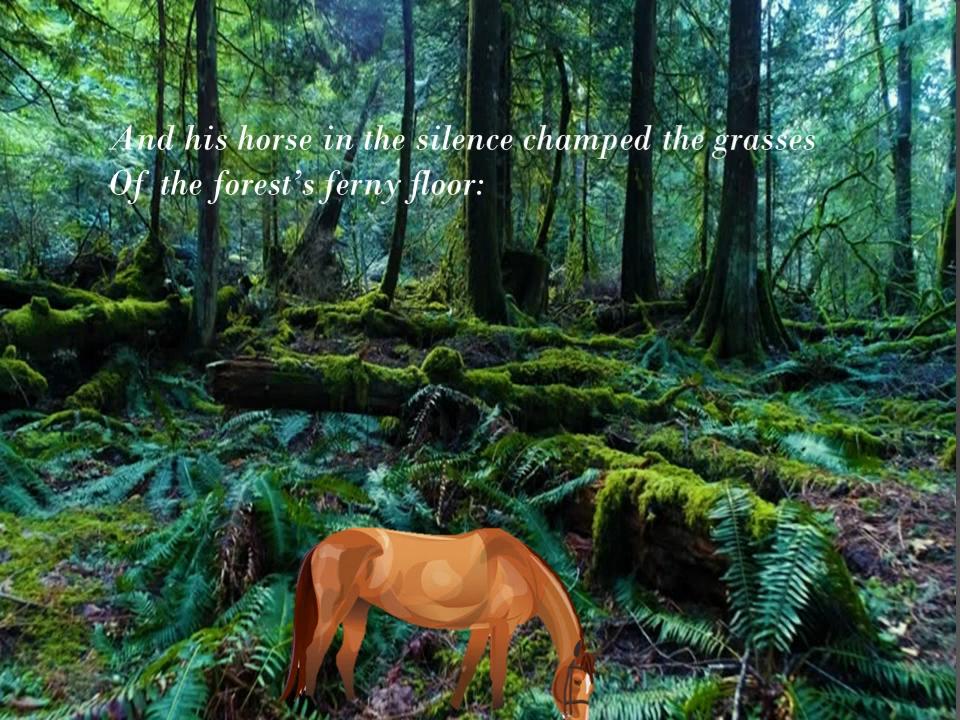 And his horse in the silence champed the grasses
Of the forest’s ferny floor: